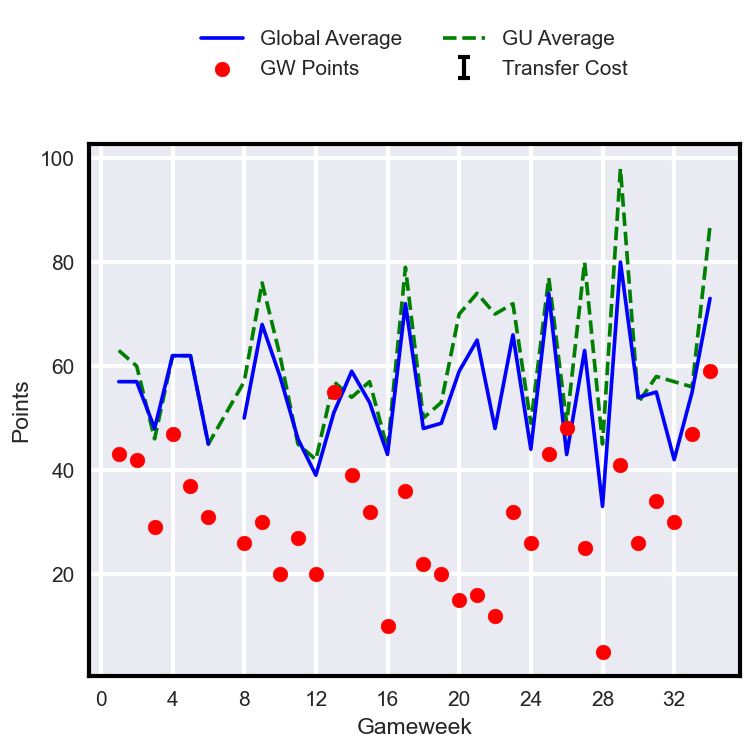 Global Average
GU Average
GW Points
Transfer Cost
100
80
60
40
20
Points
0 4 8 12 16 20 24 28 32
Gameweek